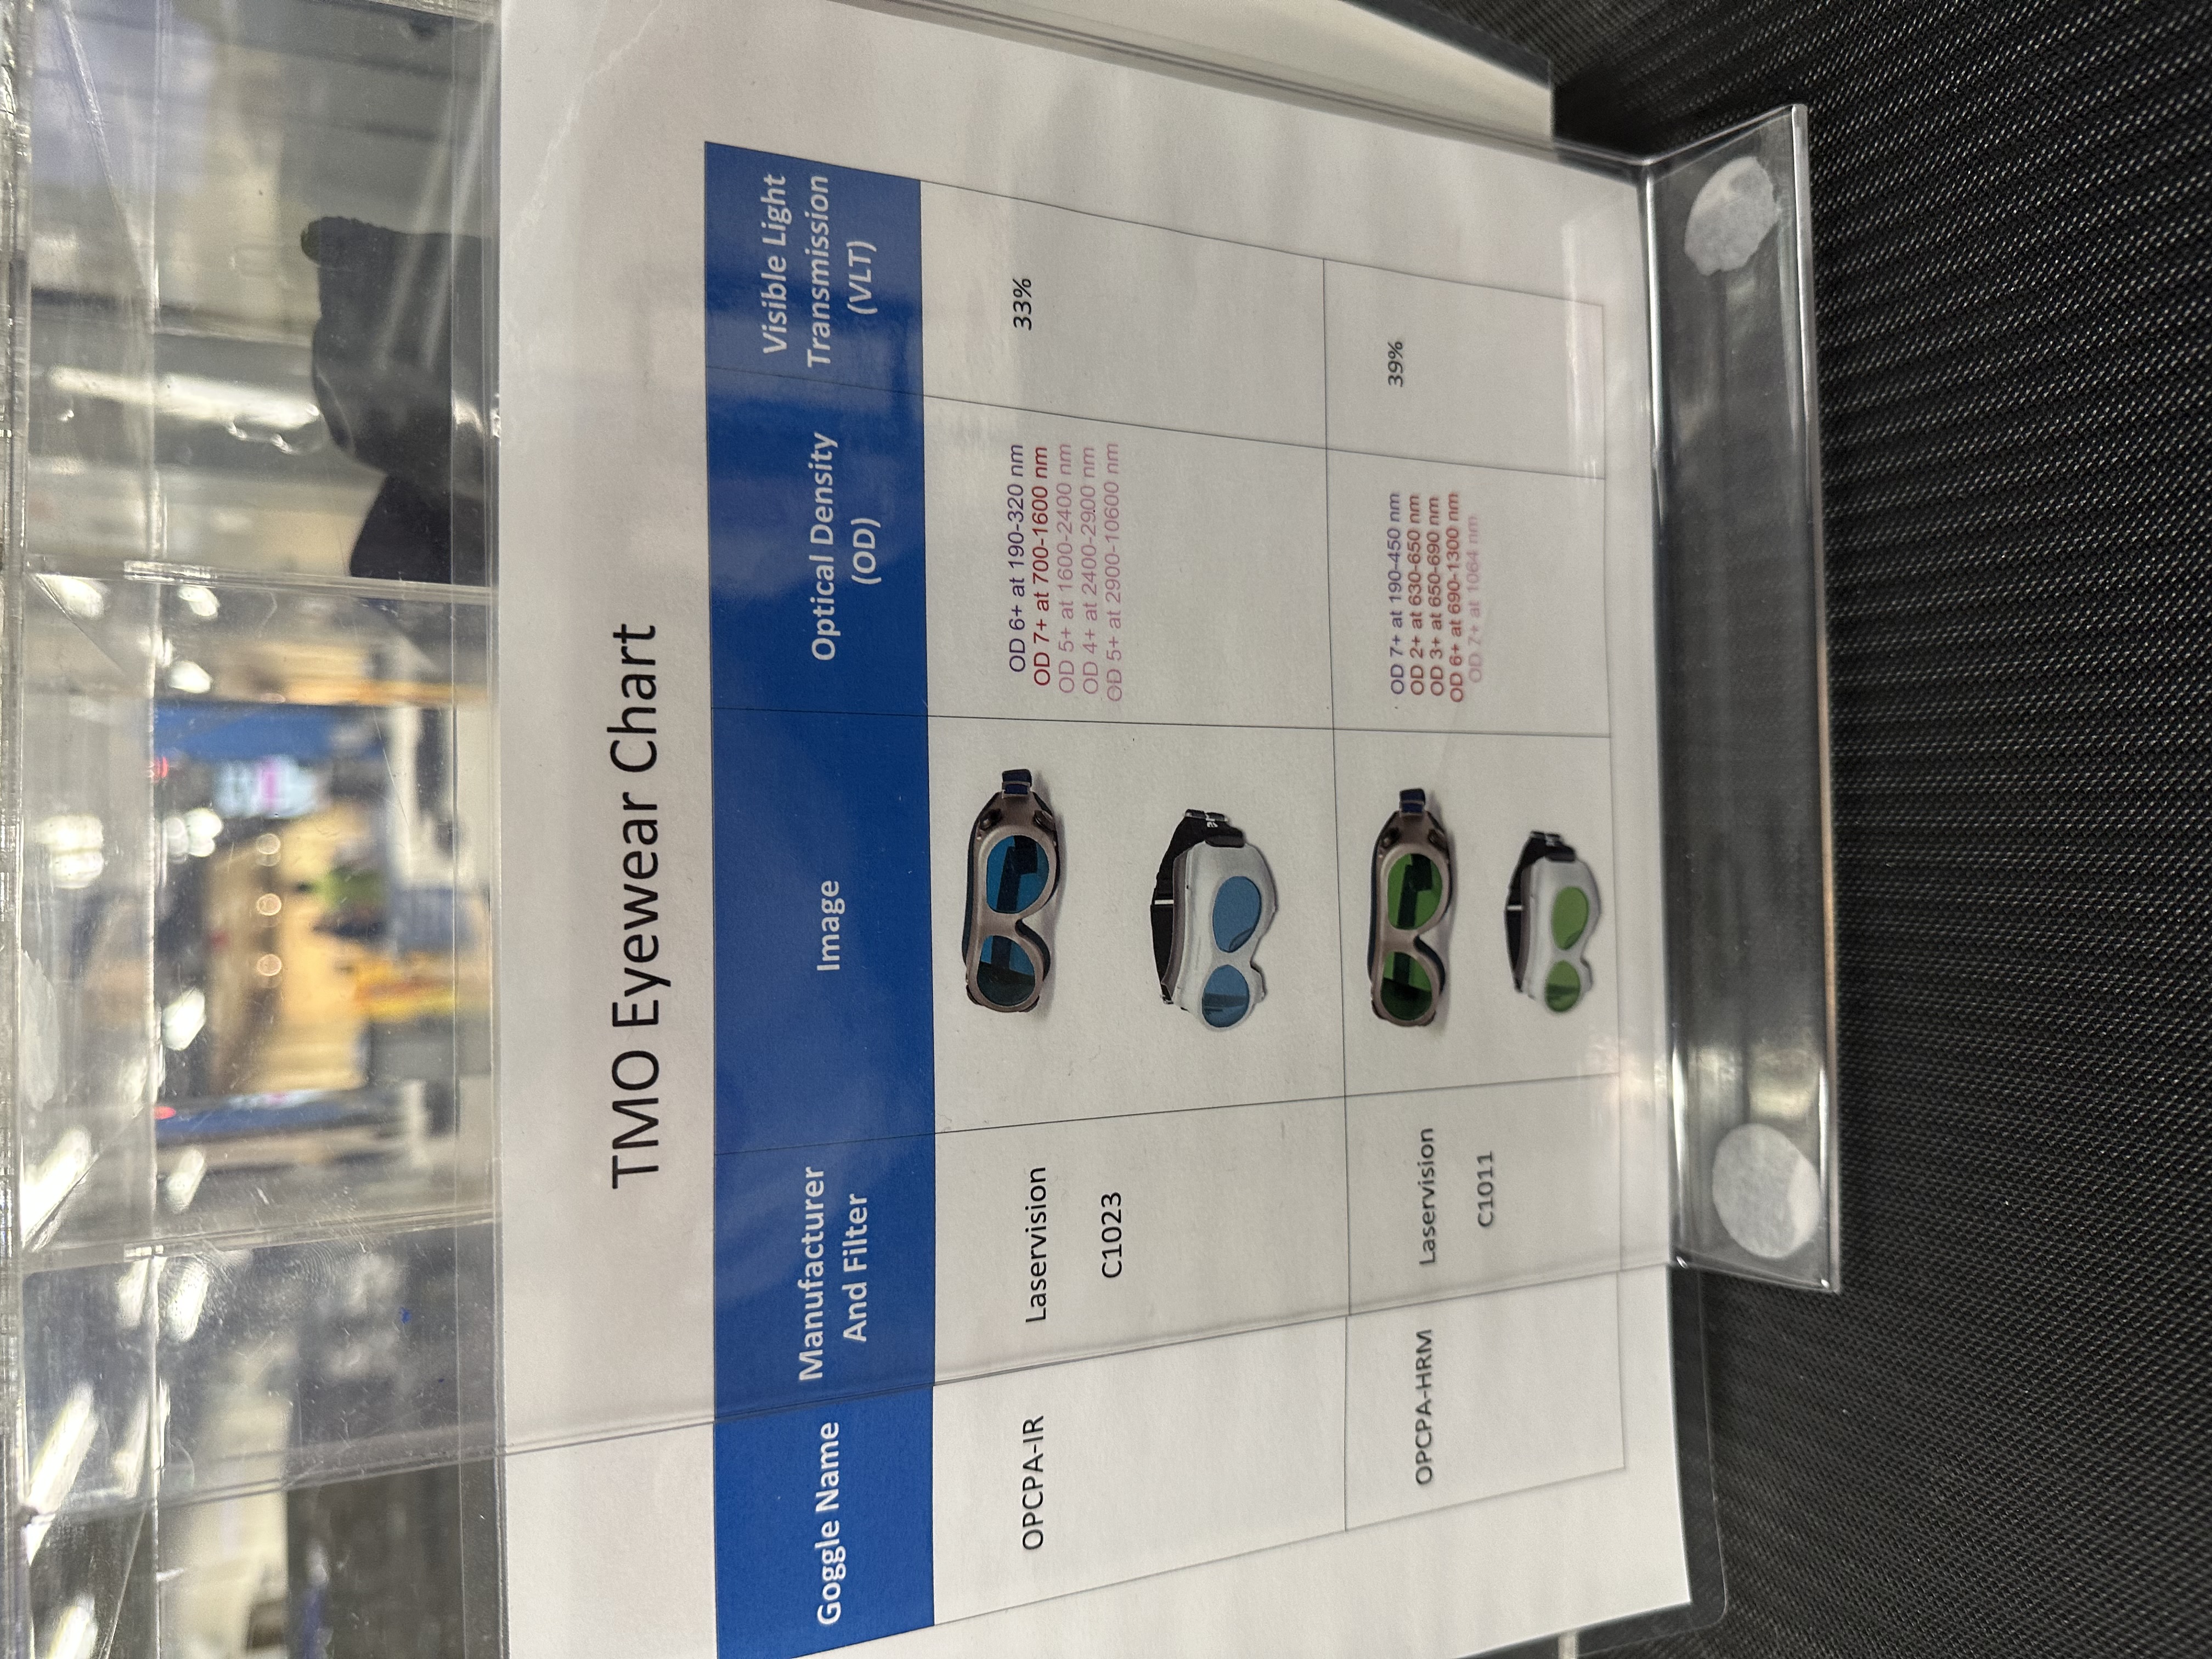 TMO Eyewear Chart
Goggle Name
Manufacturer
And Filter
Image
Optical Density
(OD)
Visible Light
Transmission
(VLT)
OPCPA-IR
Laservision
C1023
OD 6+ at 190-320 nm
OD 7+ at 700-1600 nm
OD 5+ at 1600-2400 nm
OD 4+ at 2400-2900 nm
OD 5+ at 2900-10600 nm
33%
OPCPA-HRM
Laservision
C1011
OD 7+ at 190-450 nm
OD 2+ at 630-650 nm
OD 3+ at 650-690 nm
OD 6+ at 690-1300 nm
OD 7+ at 1064 nm
39%